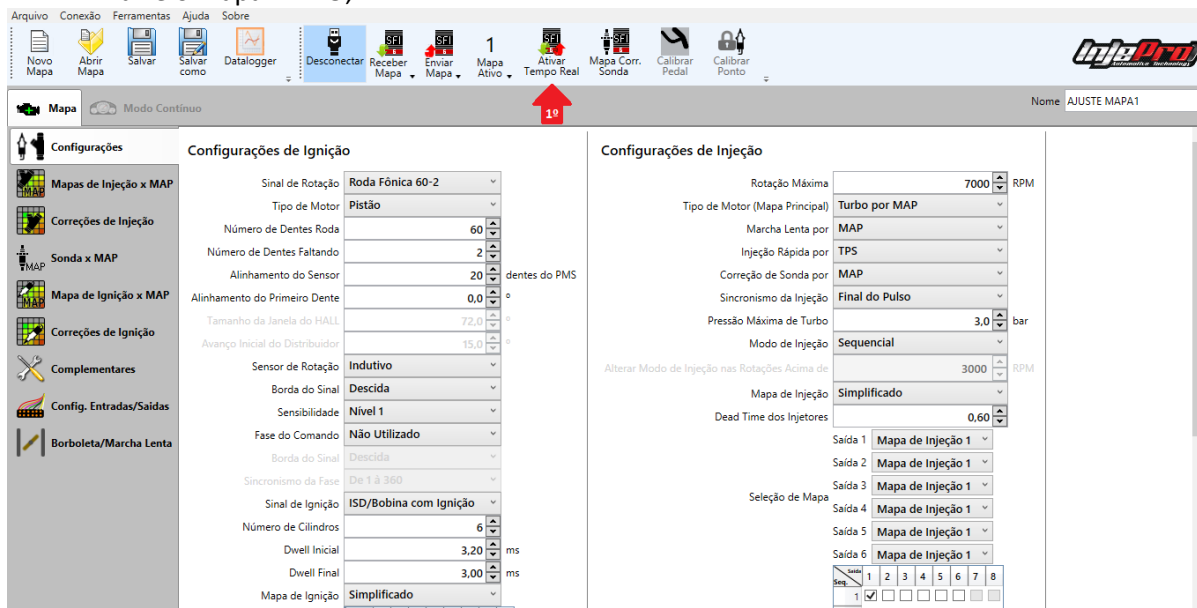 Arquivo Conexão Ferramentas Ajuda Sobre
Novo Mapa
Abrir Mapa
Salvar
Salvar como
Datalogger
Desconectar
Receber Mapa
Enviar Mapa
1
Mapa Ativo
Ativar Tempo Real
Mapa Corr. Sonda
Calibrar Pedal
Calibrar Ponto
InjePro
Automotive Technology
1º
Mapa
Modo Contínuo
Nome AJUSTE MAPA1
Configurações
Mapas de Injeção x MAP
Correções de Injeção
Sonda x MAP
Mapa de Ignição x MAP
Correções de Ignição
Complementares
Config. Entradas/Saidas
Borboleta/Marcha Lenta
Configurações de Ignição
Sinal de Rotação Roda Fônica 60-2
Tipo de Motor Pistão
Número de Dentes Roda 60
Número de Dentes Faltando 2
Alinhamento do Sensor 20 dentes do PMS
Alinhamento do Primeiro Dente 0,0 º
Tamanho da Janela do HALL 72,0 º
Avanço Inicial do Distribuidor 15,0 º
Sensor de Rotação Indutivo
Borda do Sinal Descida
Sensibilidade Nível 1
Fase do Comando Não Utilizado
Borda do Sinal Descida
Sincronismo da Fase De 1 à 360
Sinal de Ignição ISD/Bobina com Ignição
Número de Cilindros 6
Dwell Inicial 3,20 ms
Dwell Final 3,00 ms
Mapa de Ignição Simplificado
Configurações de Injeção
Rotação Máxima 7000 RPM
Tipo de Motor (Mapa Principal) Turbo por MAP
Marcha Lenta por MAP
Injeção Rápida por TPS
Correção de Sonda por MAP
Sincronismo da Injeção Final do Pulso
Pressão Máxima de Turbo 3,0 bar
Modo de Injeção Sequencial
Alterar Modo de Injeção nas Rotações Acima de 3000 RPM
Mapa de Injeção Simplificado
Dead Time dos Injetores 0,60
Seleção de Mapa
Saída 1 Mapa de Injeção 1
Saída 2 Mapa de Injeção 1
Saída 3 Mapa de Injeção 1
Saída 4 Mapa de Injeção 1
Saída 5 Mapa de Injeção 1
Saída 6 Mapa de Injeção 1
Saída Seq. 1 2 3 4 5 6 7 8
1